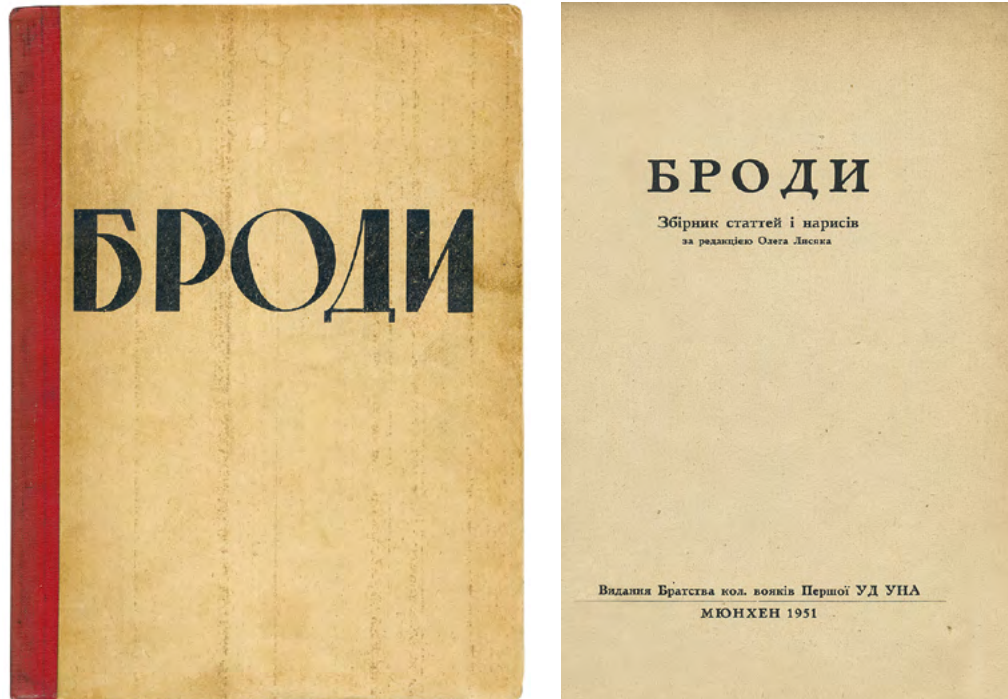 БРОДИ
БРОДИ
Збірник статтей і нарисів
за редакцією Олега Лисяка
Видання Братства кол. вояків Першої УД УНА
МЮНХЕН 1951